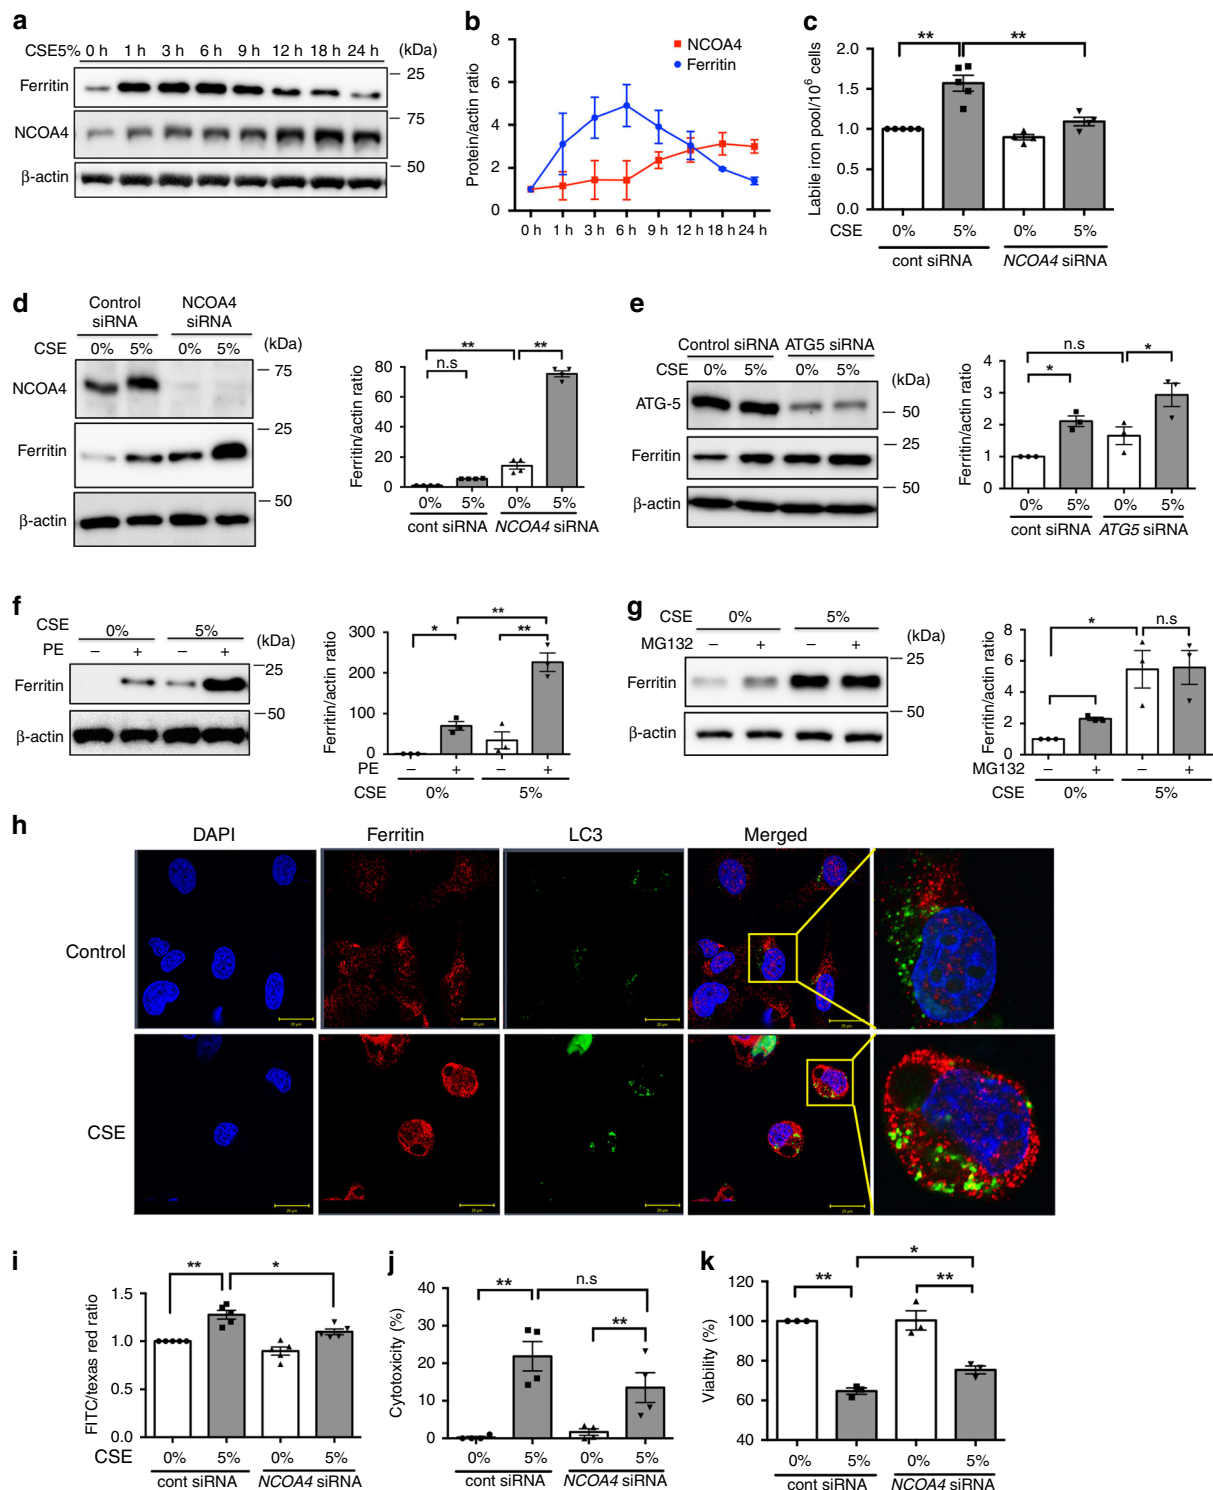 a
CSE5% 0 h 1 h 3 h 6 h 9 h 12 h 18 h 24 h (kDa)
Ferritin
25
NCOA4
75
β-actin
50
b
Protein/actin ratio
8
6
4
2
0
NCOA4
Ferritin
0 h 1 h 3 h 6 h 9 h 12 h 18 h 24 h
c
Labile iron pool/10⁶ cells
2.0
1.5
1.0
0.5
0.0
** **
CSE 0% 5% 0% 5%
cont siRNA NCOA4 siRNA
d
Control siRNA NCOA4 siRNA
CSE 0% 5% 0% 5% (kDa)
NCOA4
75
Ferritin
25
β-actin
50
Ferritin/actin ratio
80
60
40
20
0
** **
n.s
0% 5% 0% 5%
cont siRNA NCOA4 siRNA
e
Control siRNA ATG5 siRNA
CSE 0% 5% 0% 5% (kDa)
ATG-5
50
Ferritin
25
β-actin
50
Ferritin/actin ratio
4
3
2
1
0
n.s *
*
0% 5% 0% 5%
cont siRNA ATG5 siRNA
f
CSE 0% 5% (kDa)
PE – + – +
Ferritin
25
β-actin
50
Ferritin/actin ratio
300
200
100
0
**
* **
PE – + – +
CSE 0% 5%
g
CSE 0% 5% (kDa)
MG132 – + – +
Ferritin
25
β-actin
50
Ferritin/actin ratio
8
6
4
2
0
* n.s
MG132 – + – +
CSE 0% 5%
h
DAPI Ferritin LC3 Merged
Control
CSE
i
FITC/texas red ratio
1.5
1.0
0.5
0.0
** *
CSE 0% 5% 0% 5%
cont siRNA NCOA4 siRNA
j
Cytotoxicity (%)
40
30
20
10
0
** n.s
**
0% 5% 0% 5%
cont siRNA NCOA4 siRNA
k
Viability (%)
120
100
80
60
40
*
** **
0% 5% 0% 5%
cont siRNA NCOA4 siRNA